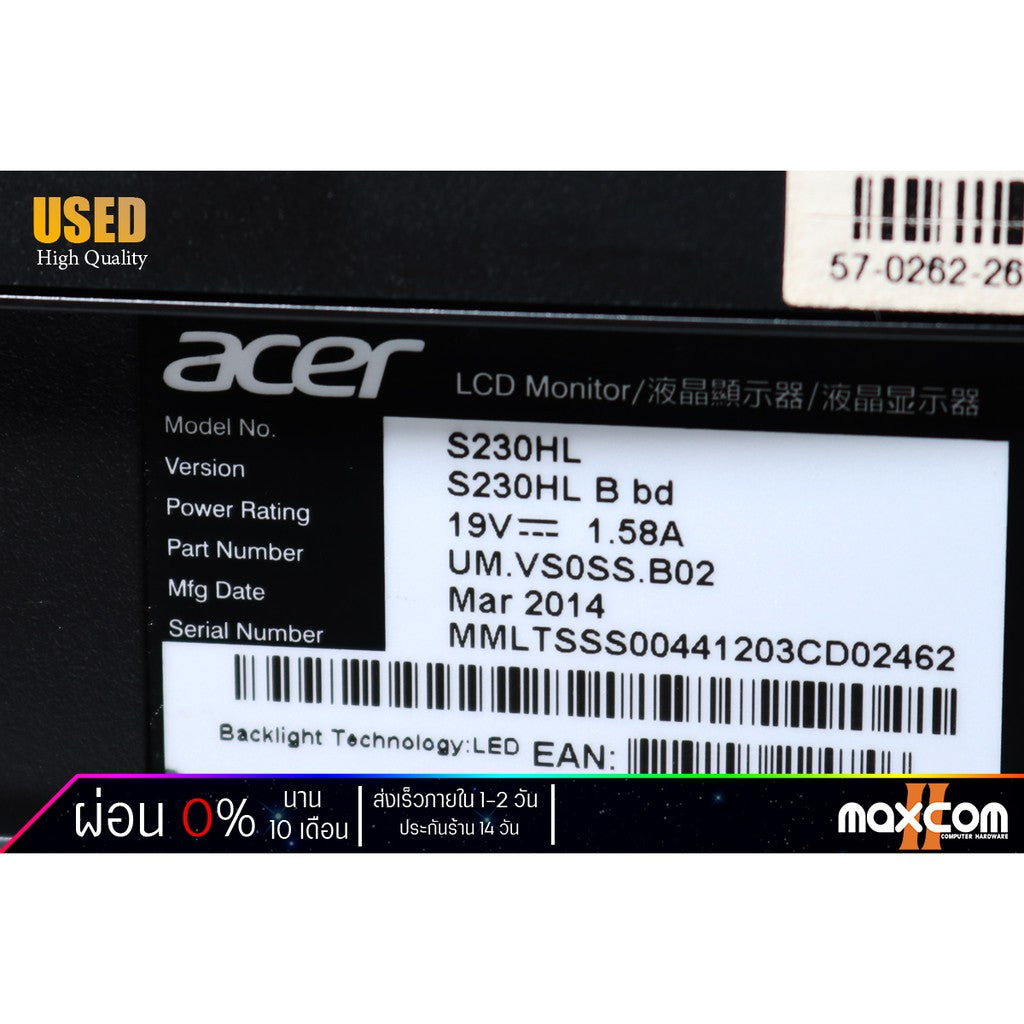 USED
High Quality
57-0262-26
acer
LCD Monitor/液晶顯示器/液晶显示器
Model No. S230HL
Version S230HL B bd
Power Rating 19V⎓ 1.58A
Part Number UM.VS0SS.B02
Mfg Date Mar 2014
Serial Number MMLTSSS00441203CD02462
Backlight Technology:LED EAN:
ผ่อน 0% นาน 10 เดือน
ส่งเร็วภายใน 1-2 วัน
ประกันร้าน 14 วัน
maxcom II
COMPUTER HARDWARE